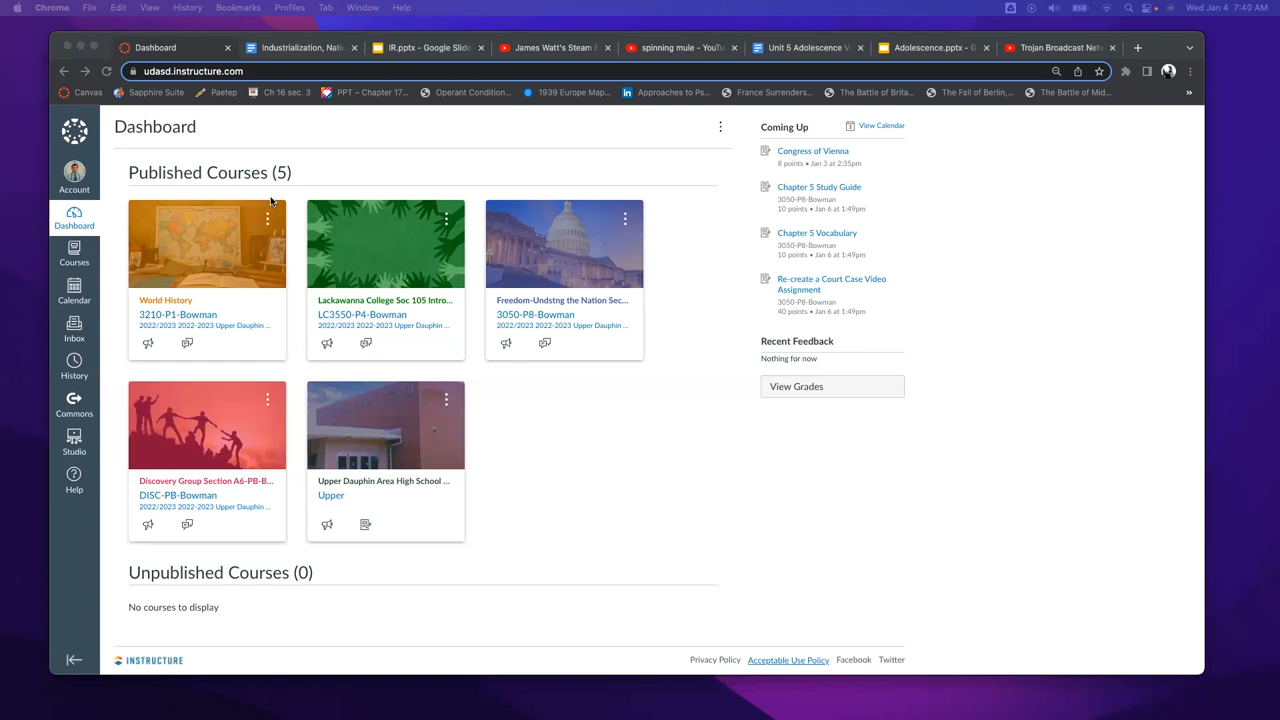 Chrome File Edit View History Bookmarks Profiles Tab Window Help Wed Jan 4 7:40 AM
Dashboard Industrialization, Nati IR.pptx - Google Slide James Watt's Steam E spinning mule - YouTu Unit 5 Adolescence V Adolescence.pptx - G Trojan Broadcast Netw
udasd.instructure.com
Canvas Sapphire Suite Paetep Ch 16 sec. 3 PPT – Chapter 17... Operant Condition... 1939 Europe Map... Approaches to Ps... France Surrenders... The Battle of Brita... The Fall of Berlin,... The Battle of Mid... »
Account
Dashboard
Courses
Calendar
Inbox
History
Commons
Studio
Help
Dashboard
Published Courses (5)
World History
3210-P1-Bowman
2022/2023 2022-2023 Upper Dauphin ...
Lackawanna College Soc 105 Intro...
LC3550-P4-Bowman
2022/2023 2022-2023 Upper Dauphin ...
Freedom-Undstng the Nation Sec...
3050-P8-Bowman
2022/2023 2022-2023 Upper Dauphin ...
Discovery Group Section A6-PB-B...
DISC-PB-Bowman
2022/2023 2022-2023 Upper Dauphin ...
Upper Dauphin Area High School ...
Upper
Unpublished Courses (0)
No courses to display
Coming Up View Calendar
Congress of Vienna
8 points • Jan 3 at 2:35pm
Chapter 5 Study Guide
3050-P8-Bowman
10 points • Jan 6 at 1:49pm
Chapter 5 Vocabulary
3050-P8-Bowman
10 points • Jan 6 at 1:49pm
Re-create a Court Case Video
Assignment
3050-P8-Bowman
40 points • Jan 6 at 1:49pm
Recent Feedback
Nothing for now
View Grades
INSTRUCTURE Privacy Policy Acceptable Use Policy Facebook Twitter